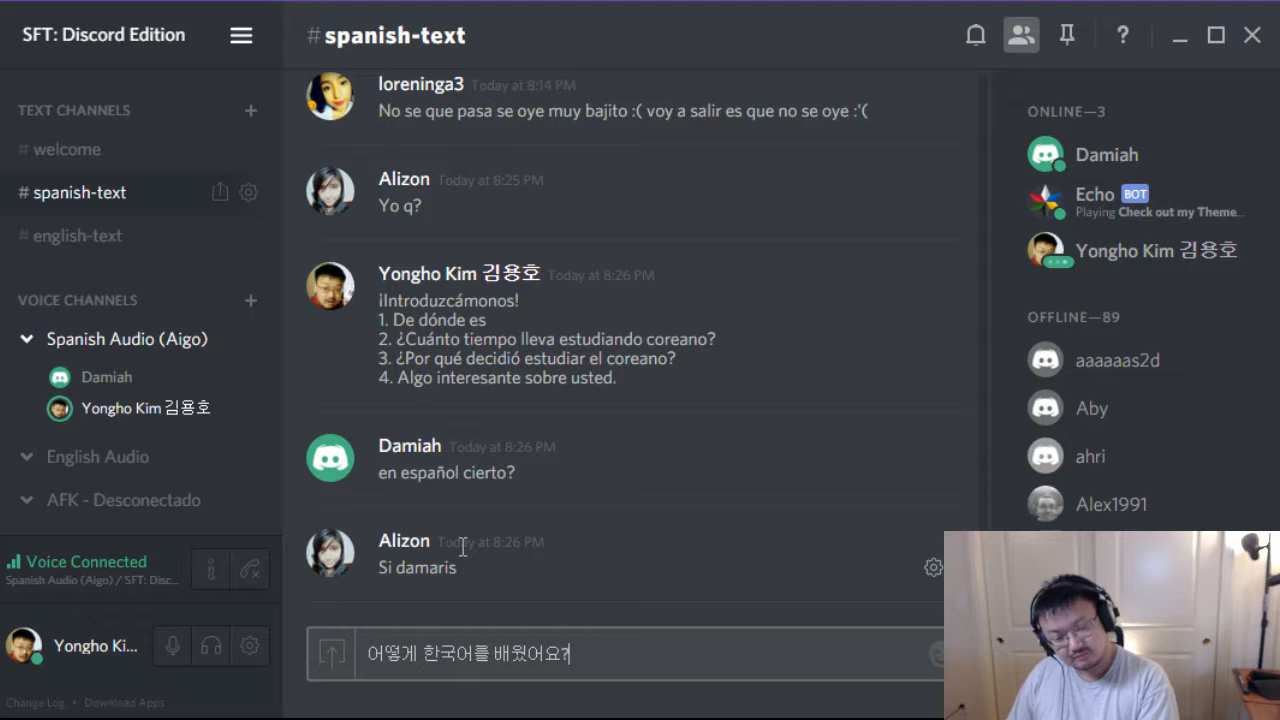 SFT: Discord Edition
TEXT CHANNELS
# welcome
# spanish-text
# english-text
VOICE CHANNELS
Spanish Audio (Aigo)
Damiah
Yongho Kim 김용호
English Audio
AFK - Desconectado
Voice Connected
Spanish Audio (Aigo) / SFT: Disc...
Yongho Ki...
Change Log • Download Apps
#spanish-text
loreninga3 Today at 8:14 PM
No se que pasa se oye muy bajito :( voy a salir es que no se oye :'(
Alizon Today at 8:25 PM
Yo q?
Yongho Kim 김용호 Today at 8:26 PM
¡Introduzcámonos!
1. De dónde es
2. ¿Cuánto tiempo lleva estudiando coreano?
3. ¿Por qué decidió estudiar el coreano?
4. Algo interesante sobre usted.
Damiah Today at 8:26 PM
en español cierto?
Alizon Today at 8:26 PM
Si damaris
어떻게 한국어를 배웠어요?
ONLINE—3
Damiah
Echo BOT
Playing Check out my Theme...
Yongho Kim 김용호
OFFLINE—89
aaaaaas2d
Aby
ahri
Alex1991